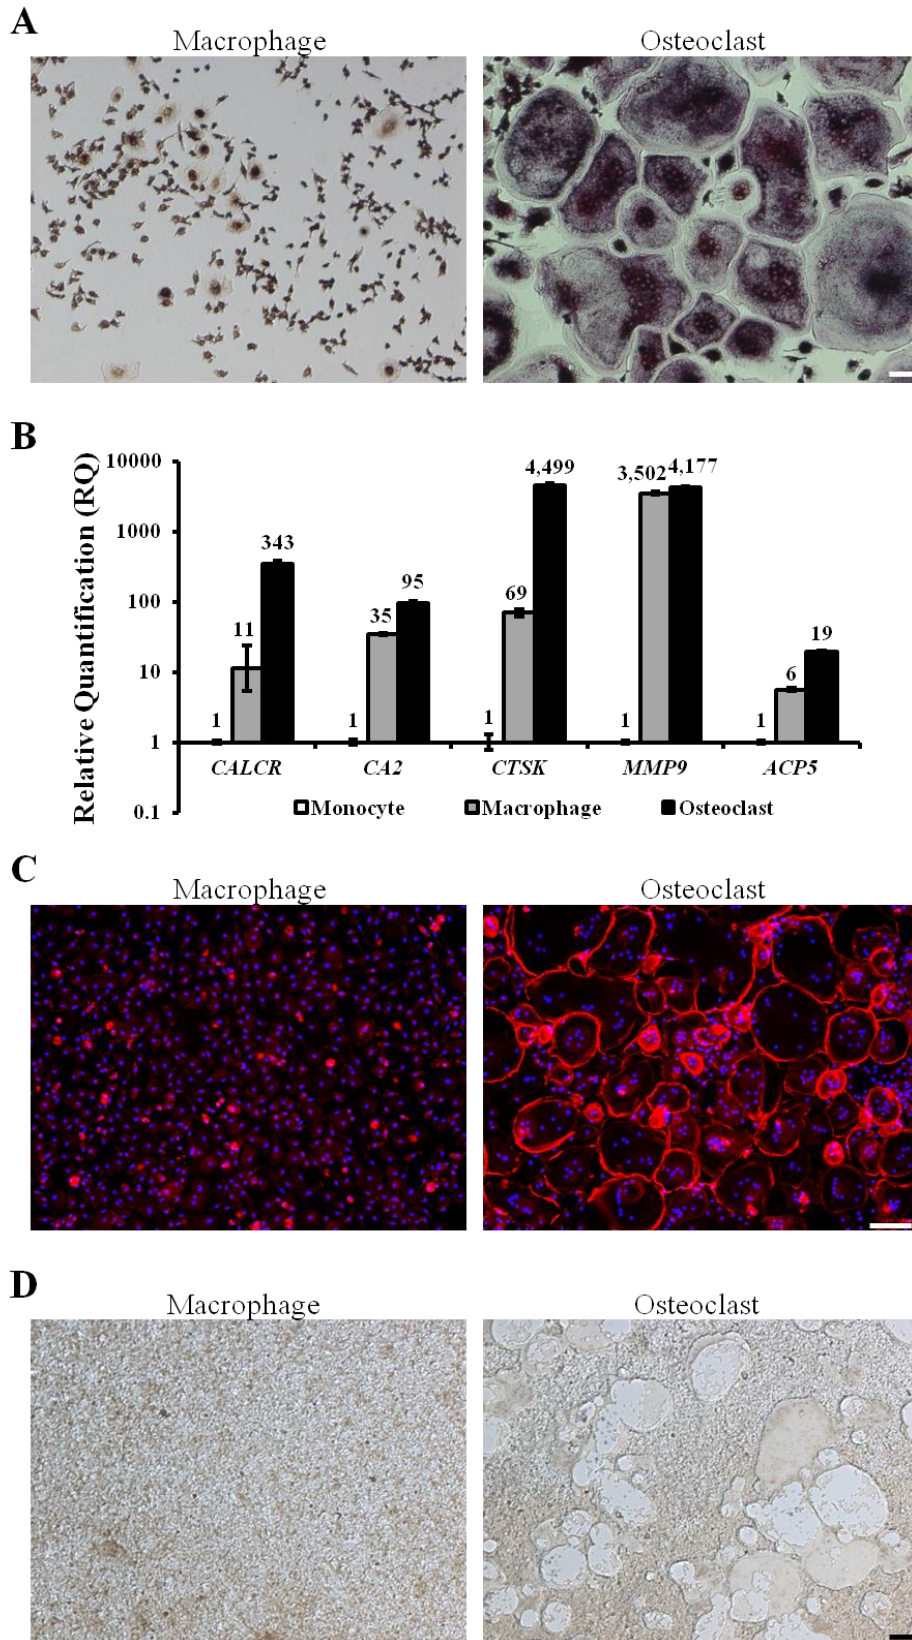 A
Macrophage Osteoclast
B
Relative Quantification (RQ)
10000
1000
100
10
1
0.1
1 11 343
1 35 95
1 69 4,499
1 3,502 4,177
1 6 19
CALCR CA2 CTSK MMP9 ACP5
Monocyte Macrophage Osteoclast
C
Macrophage Osteoclast
D
Macrophage Osteoclast